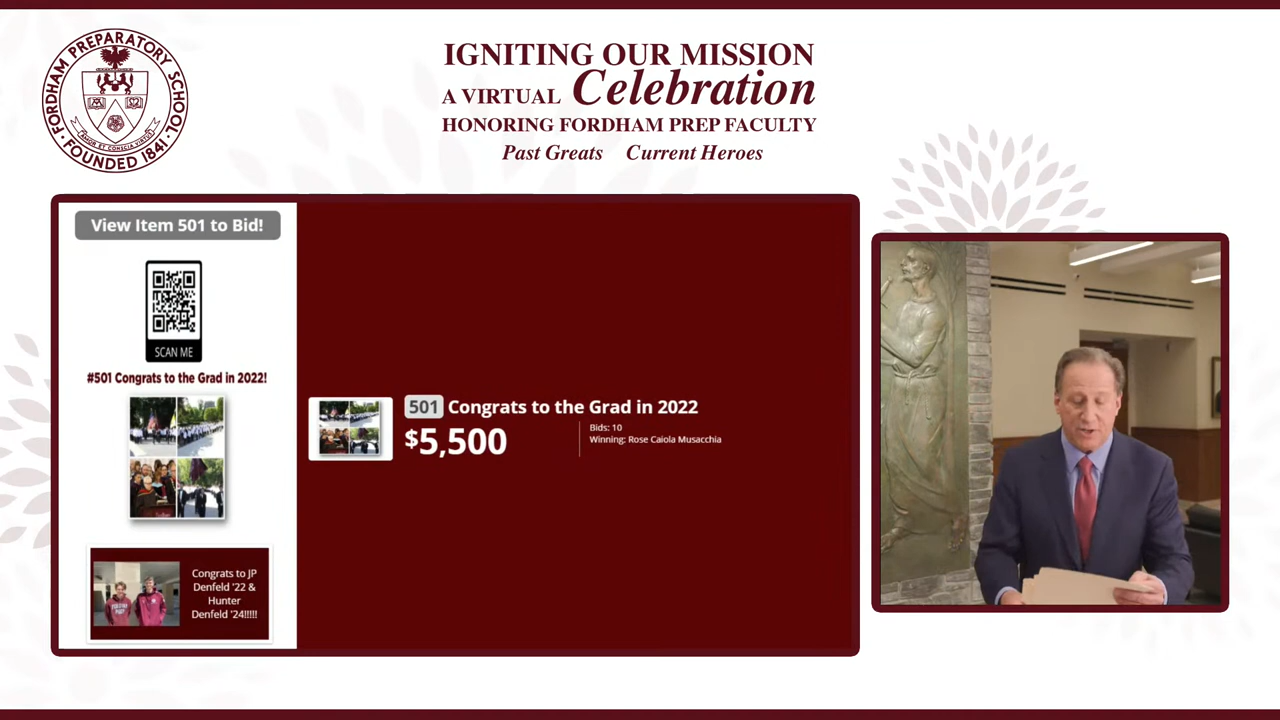 FORDHAM PREPARATORY SCHOOL
FOUNDED 1841
IGNITING OUR MISSION
A VIRTUAL Celebration
HONORING FORDHAM PREP FACULTY
Past Greats Current Heroes
View Item 501 to Bid!
SCAN ME
#501 Congrats to the Grad in 2022!
501 Congrats to the Grad in 2022
$5,500
Bids: 10
Winning: Rose Caiola Musacchia
Congrats to JP
Denfeld '22 &
Hunter
Denfeld '24!!!!!